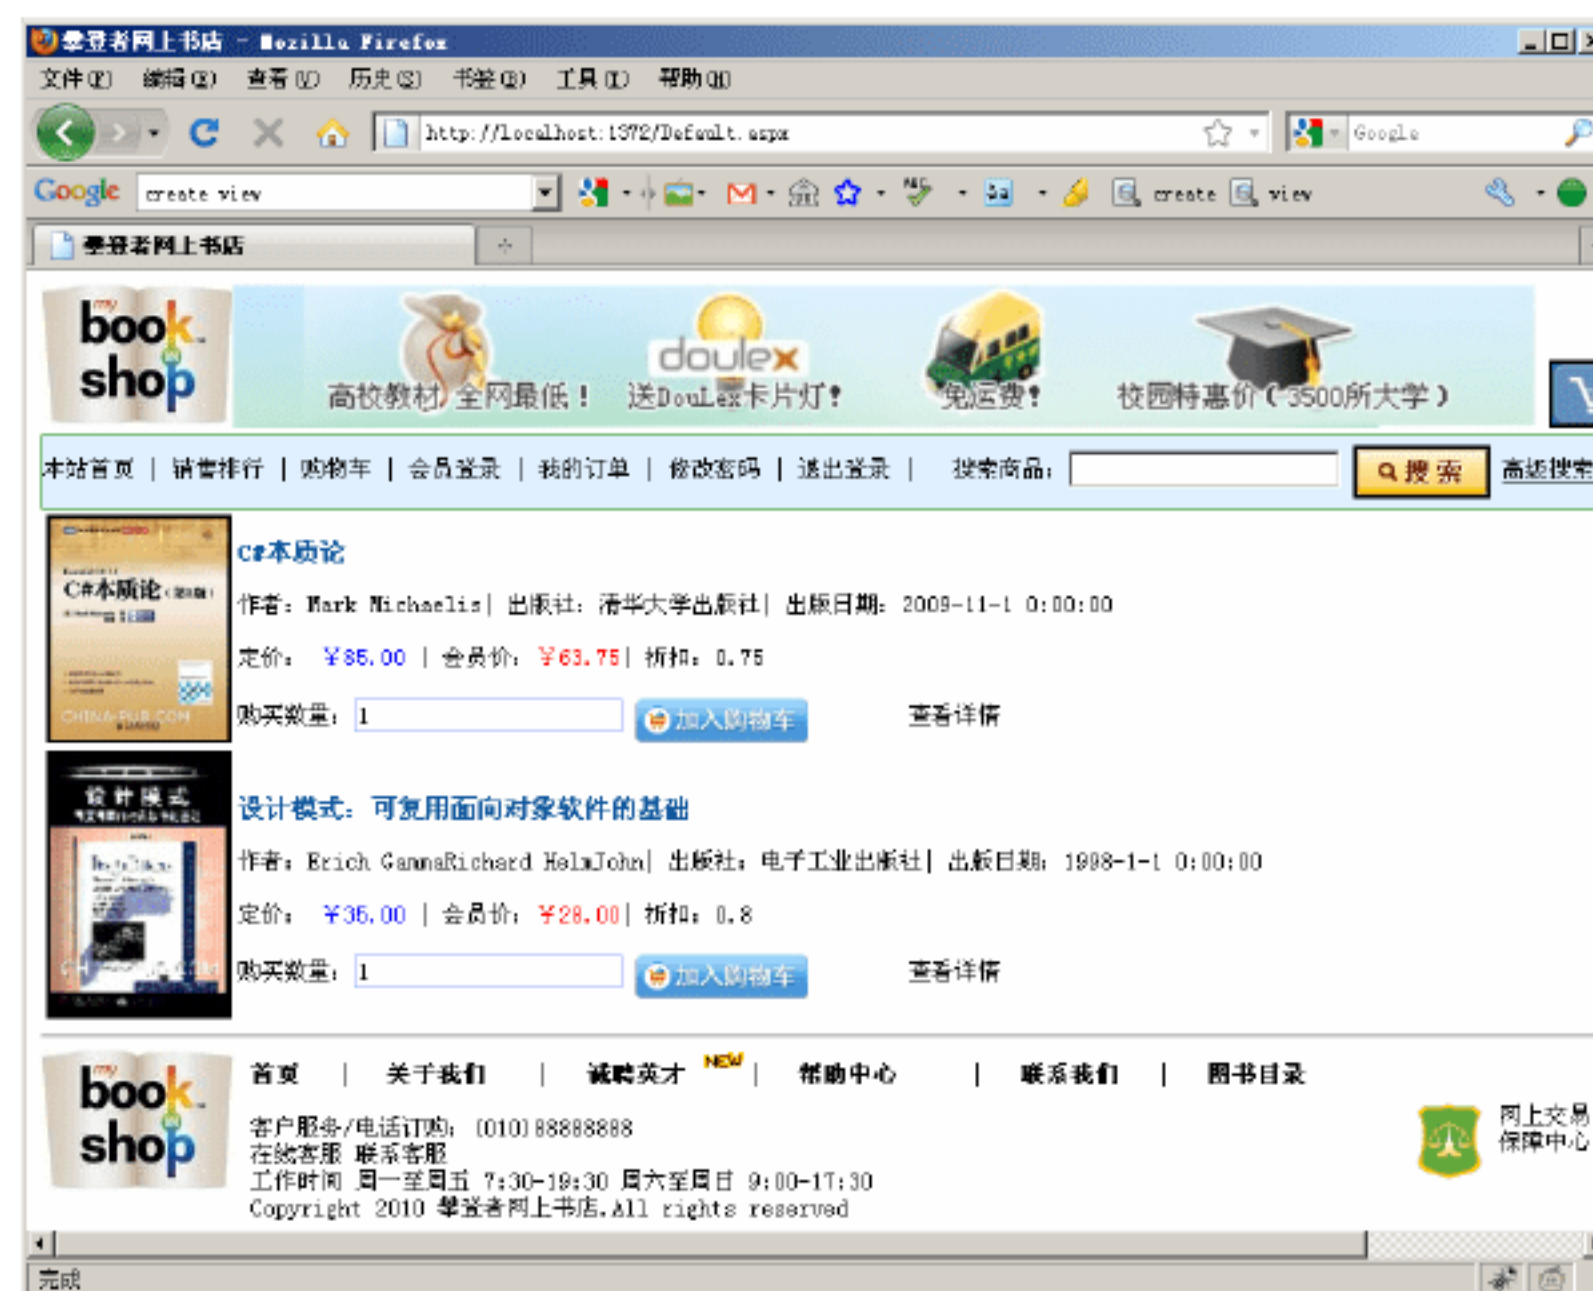 攀登者网上书店 - Mozilla Firefox
文件(F) 编辑(E) 查看(V) 历史(S) 书签(B) 工具(T) 帮助(H)
http://localhost:1372/Default.aspx
Google
Google create view
create view
攀登者网上书店
my book IN shop
高校教材,全网最低!
doulex
送DouLex卡片灯!
免运费!
校园特惠价(3500所大学)
本站首页 | 销售排行 | 购物车 | 会员登录 | 我的订单 | 修改密码 | 退出登录 | 搜索商品: 搜索 高级搜索
C#本质论
CHINA-PUB.COM
C#本质论
作者:Mark Michaelis| 出版社:清华大学出版社| 出版日期:2009-11-1 0:00:00
定价: ¥85.00 | 会员价:¥63.75| 折扣:0.75
购买数量:1 加入购物车 查看详情
设计模式
设计模式:可复用面向对象软件的基础
作者:Erich GammaRichard HelmJohn| 出版社:电子工业出版社| 出版日期:1998-1-1 0:00:00
定价: ¥35.00 | 会员价:¥28.00| 折扣:0.8
购买数量:1 加入购物车 查看详情
my book IN shop
首页 | 关于我们 | 诚聘英才 NEW | 帮助中心 | 联系我们 | 图书目录
客户服务/电话订购:(010)88888888
在线客服 联系客服
工作时间 周一至周五 7:30-19:30 周六至周日 9:00-17:30
Copyright 2010 攀登者网上书店.All rights reserved
网上交易
保障中心
完成